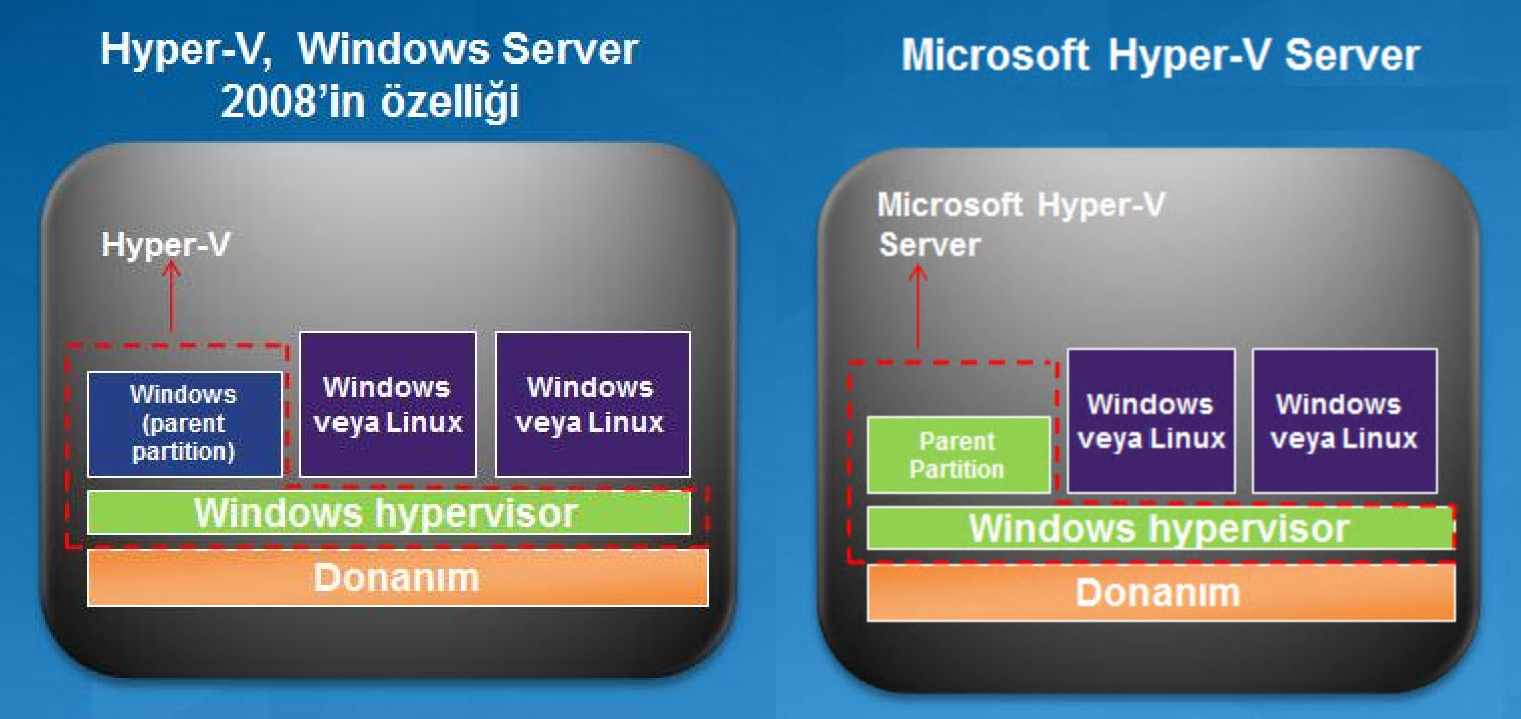 Hyper-V, Windows Server
2008'in özelliği
Hyper-V
Windows
(parent
partition)
Windows
veya Linux
Windows
veya Linux
Windows hypervisor
Donanım
Microsoft Hyper-V Server
Microsoft Hyper-V
Server
Parent
Partition
Windows
veya Linux
Windows
veya Linux
Windows hypervisor
Donanım